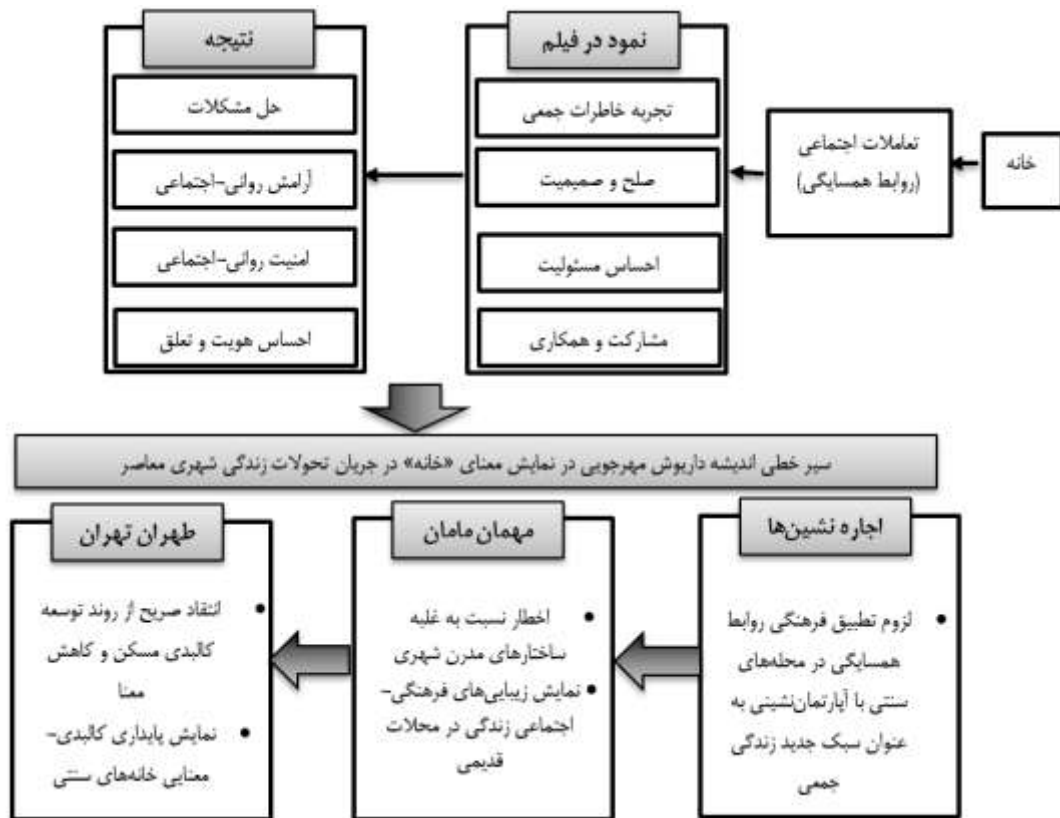 خانه
تعاملات اجتماعی
(روابط همسایگی)
نمود در فیلم
تجربه خاطرات جمعی
صلح و صمیمیت
احساس مسئولیت
مشارکت و همکاری
نتیجه
حل مشکلات
آرامش روانی-اجتماعی
امنیت روانی-اجتماعی
احساس هویت و تعلق
سیر خطی اندیشه داریوش مهرجویی در نمایش معنای «خانه» در جریان تحولات زندگی شهری معاصر
اجاره نشین‌ها
• لزوم تطبیق فرهنگی روابط
همسایگی در محله‌های
سنتی با آپارتمان‌نشینی به
عنوان سبک جدید زندگی
جمعی
مهمان مامان
• اخطار نسبت به غلبه
ساختارهای مدرن شهری
• نمایش زیبایی‌های فرهنگی-
اجتماعی زندگی در محلات
قدیمی
طهران تهران
• انتقاد صریح از روند توسعه
کالبدی مسکن و کاهش
معنا
• نمایش پایداری کالبدی-
معنایی خانه‌های سنتی